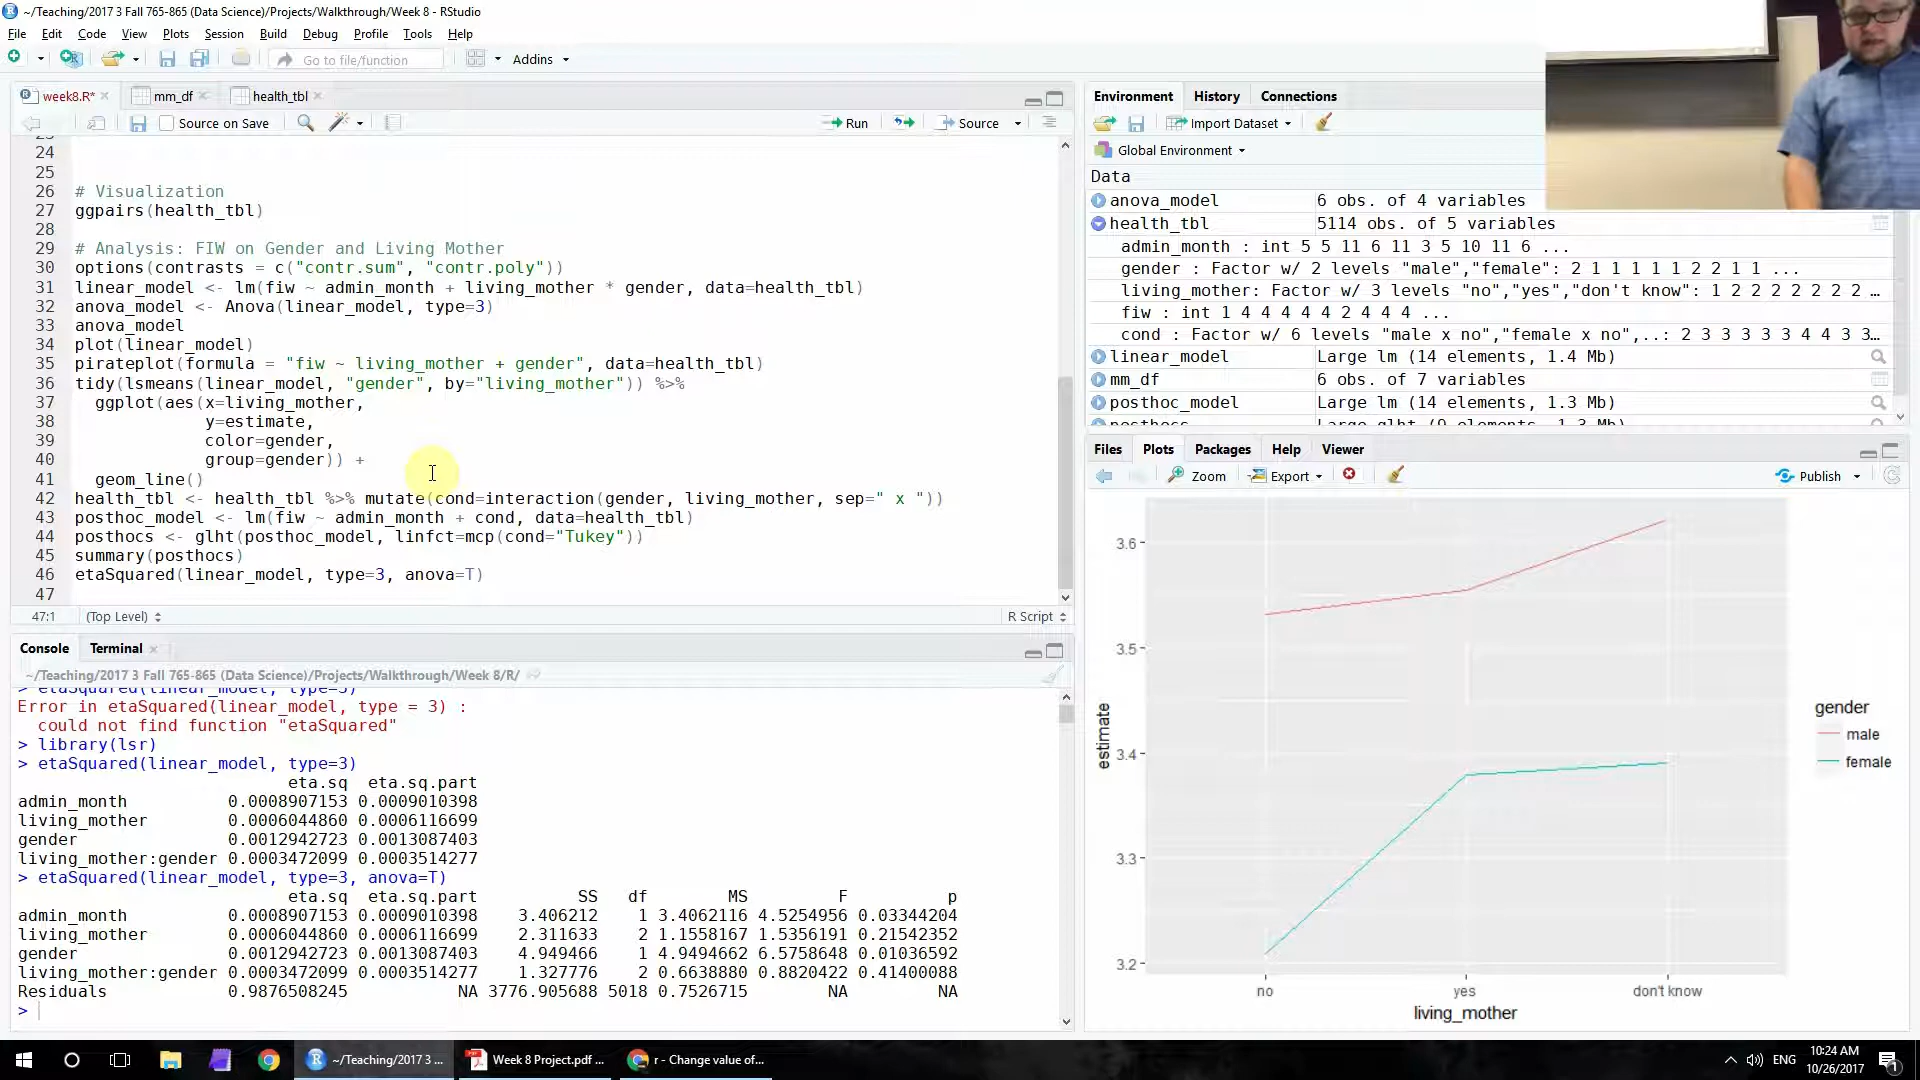 ~/Teaching/2017 3 Fall 765-865 (Data Science)/Projects/Walkthrough/Week 8 - RStudio
File Edit Code View Plots Session Build Debug Profile Tools Help
Go to file/function Addins
week8.R* mm_df health_tbl
Source on Save Run Source
24
25
26 # Visualization
27 ggpairs(health_tbl)
28
29 # Analysis: FIW on Gender and Living Mother
30 options(contrasts = c("contr.sum", "contr.poly"))
31 linear_model <- lm(fiw ~ admin_month + living_mother * gender, data=health_tbl)
32 anova_model <- Anova(linear_model, type=3)
33 anova_model
34 plot(linear_model)
35 pirateplot(formula = "fiw ~ living_mother + gender", data=health_tbl)
36 tidy(lsmeans(linear_model, "gender", by="living_mother")) %>%
37 ggplot(aes(x=living_mother,
38 y=estimate,
39 color=gender,
40 group=gender)) +
41 geom_line()
42 health_tbl <- health_tbl %>% mutate(cond=interaction(gender, living_mother, sep=" x "))
43 posthoc_model <- lm(fiw ~ admin_month + cond, data=health_tbl)
44 posthocs <- glht(posthoc_model, linfct=mcp(cond="Tukey"))
45 summary(posthocs)
46 etaSquared(linear_model, type=3, anova=T)
47
47:1 (Top Level) R Script
Console Terminal
~/Teaching/2017 3 Fall 765-865 (Data Science)/Projects/Walkthrough/Week 8/R/
> etaSquared(linear_model, type=3)
Error in etaSquared(linear_model, type = 3) :
could not find function "etaSquared"
> library(lsr)
> etaSquared(linear_model, type=3)
eta.sq eta.sq.part
admin_month 0.0008907153 0.0009010398
living_mother 0.0006044860 0.0006116699
gender 0.0012942723 0.0013087403
living_mother:gender 0.0003472099 0.0003514277
> etaSquared(linear_model, type=3, anova=T)
eta.sq eta.sq.part SS df MS F p
admin_month 0.0008907153 0.0009010398 3.406212 1 3.4062116 4.5254956 0.03344204
living_mother 0.0006044860 0.0006116699 2.311633 2 1.1558167 1.5356191 0.21542352
gender 0.0012942723 0.0013087403 4.949466 1 4.9494662 6.5758648 0.01036592
living_mother:gender 0.0003472099 0.0003514277 1.327776 2 0.6638880 0.8820422 0.41400088
Residuals 0.9876508245 NA 3776.905688 5018 0.7526715 NA NA
>
Environment History Connections
Import Dataset
Global Environment
Data
anova_model 6 obs. of 4 variables
health_tbl 5114 obs. of 5 variables
admin_month : int 5 5 11 6 11 3 5 10 11 6 ...
gender : Factor w/ 2 levels "male","female": 2 1 1 1 1 1 2 2 1 1 ...
living_mother: Factor w/ 3 levels "no","yes","don't know": 1 2 2 2 2 2 2 2 …
fiw : int 1 4 4 4 4 4 2 4 4 4 ...
cond : Factor w/ 6 levels "male x no","female x no",..: 2 3 3 3 3 3 4 4 3 3…
linear_model Large lm (14 elements, 1.4 Mb)
mm_df 6 obs. of 7 variables
posthoc_model Large lm (14 elements, 1.3 Mb)
posthocs Large glht (9 elements, 1.3 Mb)
Files Plots Packages Help Viewer
Zoom Export Publish
3.6
3.5
3.4
3.3
3.2
estimate
no yes don't know
living_mother
gender
male
female
~/Teaching/2017 3 ... Week 8 Project.pdf ... r - Change value of...
ENG
10:24 AM
10/26/2017
1